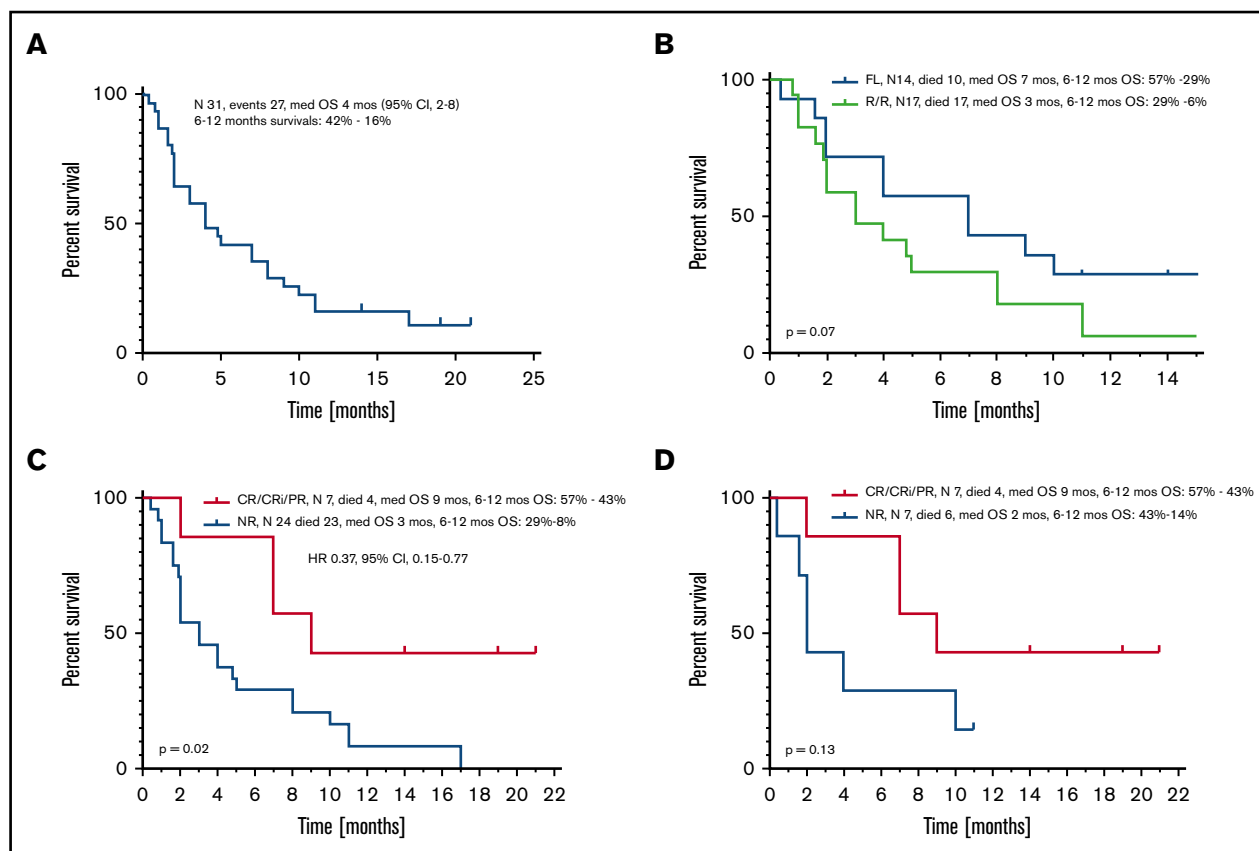 A
N 31, events 27, med OS 4 mos (95% CI, 2-8)
6-12 months survivals: 42% - 16%
Percent survival
100
50
0
0 5 10 15 20 25
Time [months]
B
FL, N14, died 10, med OS 7 mos, 6-12 mos OS: 57% -29%
R/R, N17, died 17, med OS 3 mos, 6-12 mos OS: 29% -6%
Percent survival
100
50
0
p = 0.07
0 2 4 6 8 10 12 14
Time [months]
C
CR/CRi/PR, N 7, died 4, med OS 9 mos, 6-12 mos OS: 57% - 43%
NR, N 24 died 23, med OS 3 mos, 6-12 mos OS: 29%-8%
HR 0.37, 95% CI, 0.15-0.77
Percent survival
100
50
0
p = 0.02
0 2 4 6 8 10 12 14 16 18 20 22
Time [months]
D
CR/CRi/PR, N 7, died 4, med OS 9 mos, 6-12 mos OS: 57% - 43%
NR, N 7, died 6, med OS 2 mos, 6-12 mos OS: 43%-14%
Percent survival
100
50
0
p = 0.13
0 2 4 6 8 10 12 14 16 18 20 22
Time [months]